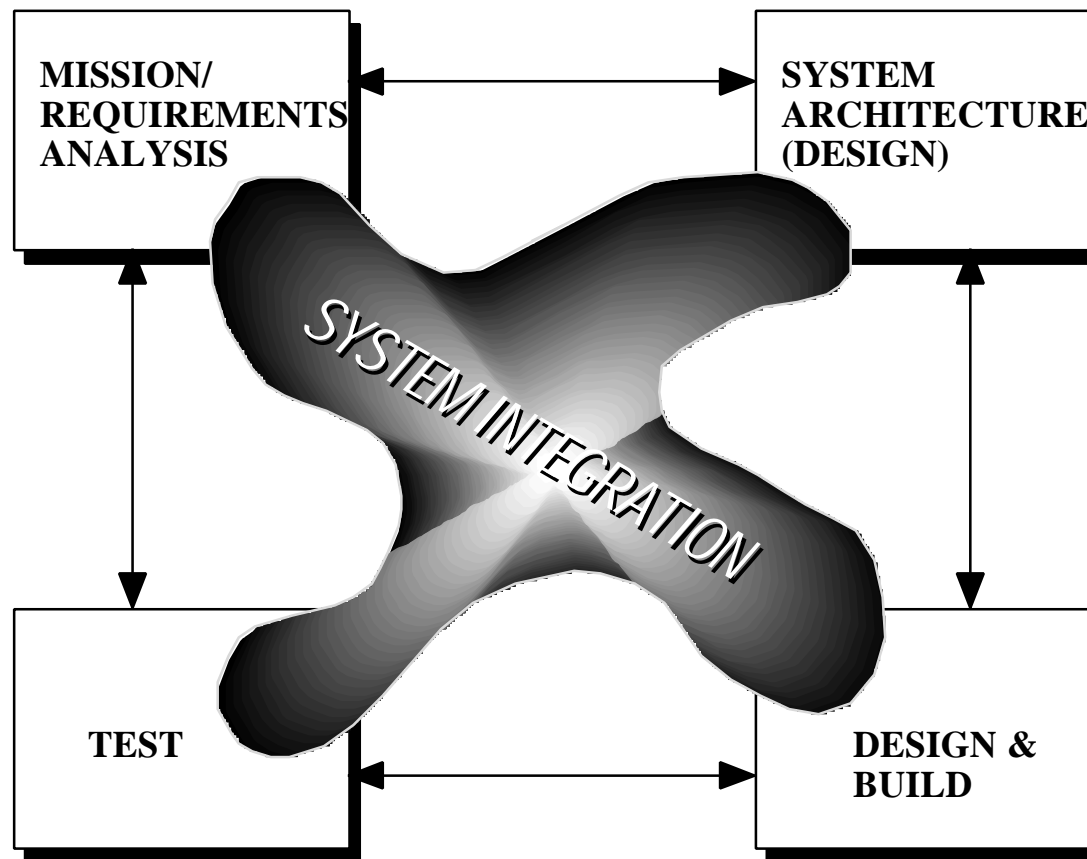 MISSION/
REQUIREMENTS
ANALYSIS
SYSTEM
ARCHITECTURE
(DESIGN)
SYSTEM INTEGRATION
TEST
DESIGN &
BUILD